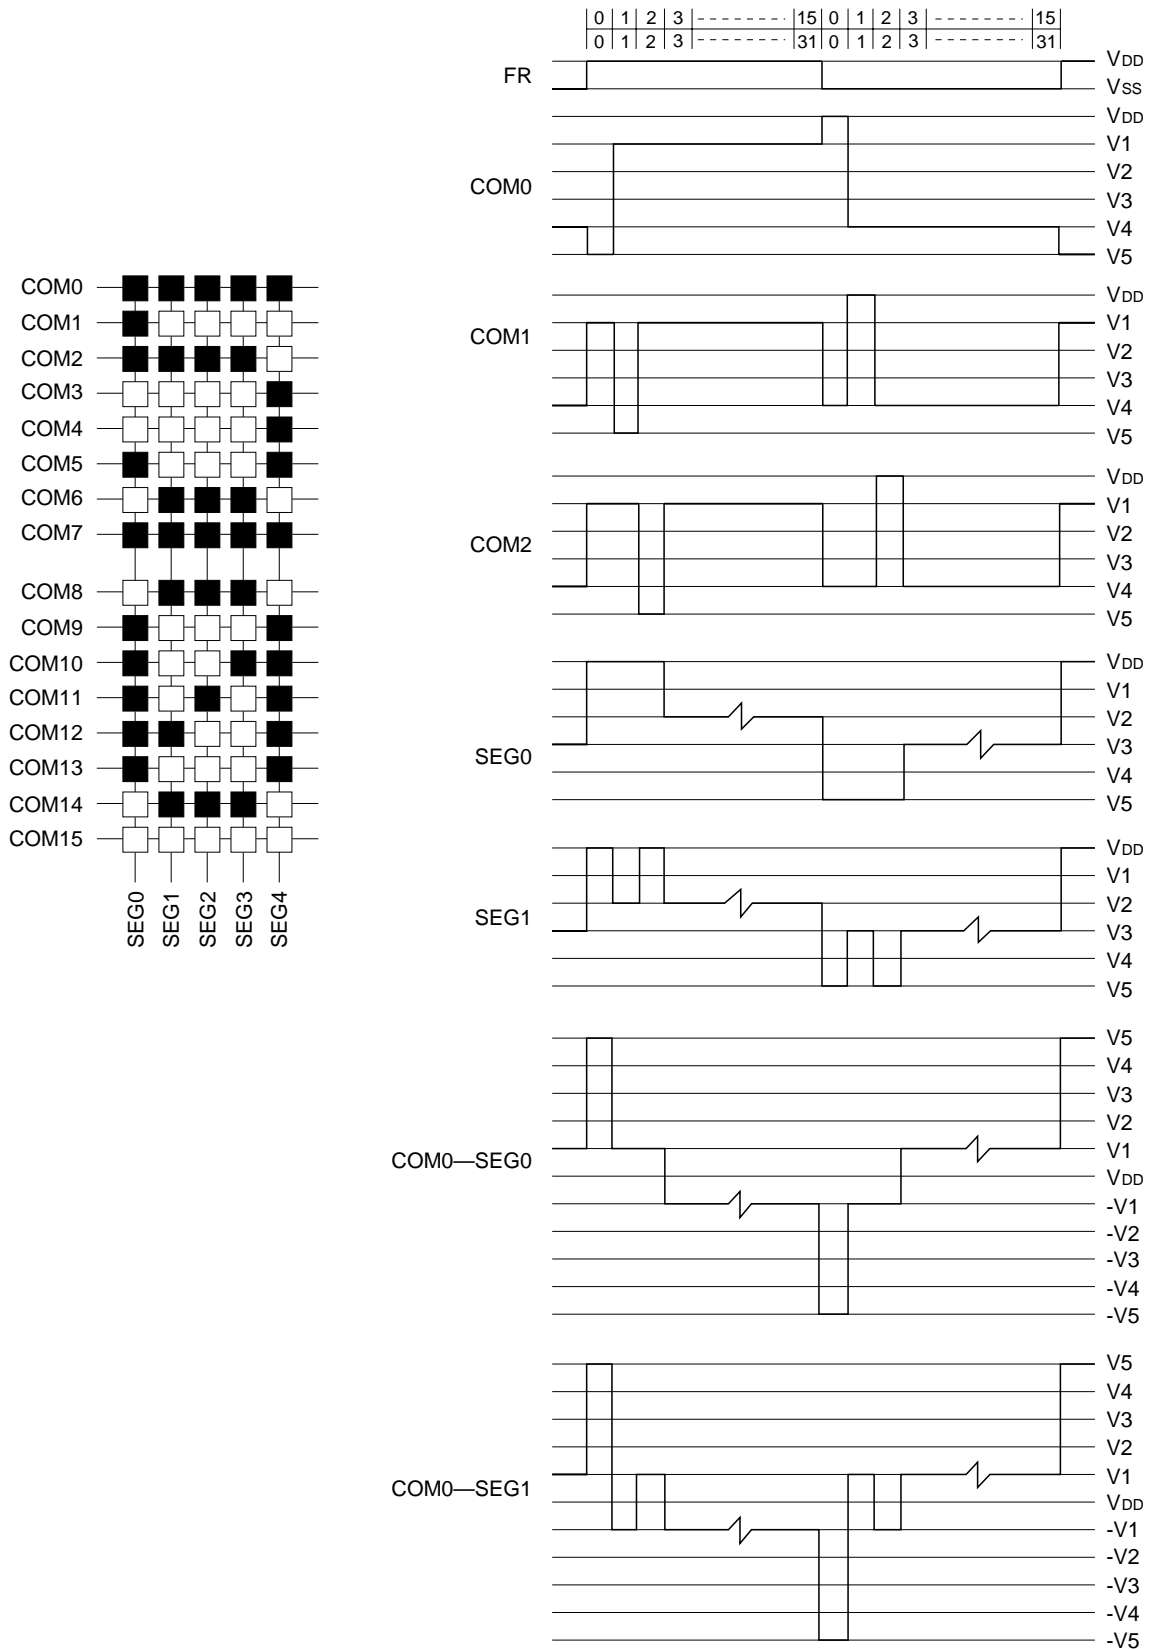 0 1 2 3 15 0 1 2 3 15
0 1 2 3 31 0 1 2 3 31
FR
VDD
VSS
COM0
VDD
V1
V2
V3
V4
V5
COM0
COM1
COM2
COM3
COM4
COM5
COM6
COM7
COM8
COM9
COM10
COM11
COM12
COM13
COM14
COM15
SEG0
SEG1
SEG2
SEG3
SEG4
COM1
VDD
V1
V2
V3
V4
V5
COM2
VDD
V1
V2
V3
V4
V5
SEG0
VDD
V1
V2
V3
V4
V5
SEG1
VDD
V1
V2
V3
V4
V5
COM0—SEG0
V5
V4
V3
V2
V1
VDD
-V1
-V2
-V3
-V4
-V5
COM0—SEG1
V5
V4
V3
V2
V1
VDD
-V1
-V2
-V3
-V4
-V5